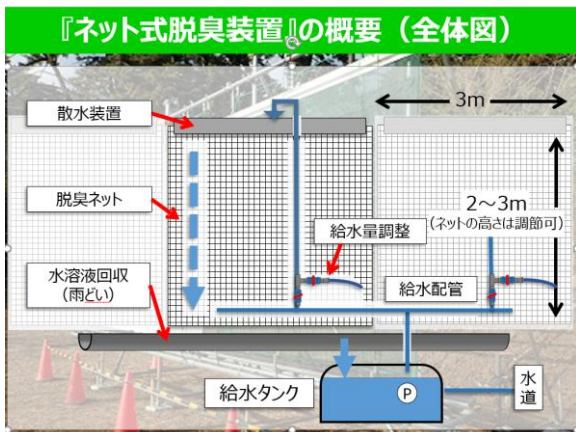 『ネット式脱臭装置』の概要（全体図）
散水装置
3m
脱臭ネット
2～3m
（ネットの高さは調節可）
給水量調整
水溶液回収
（雨どい）
給水配管
給水タンク
P
水道